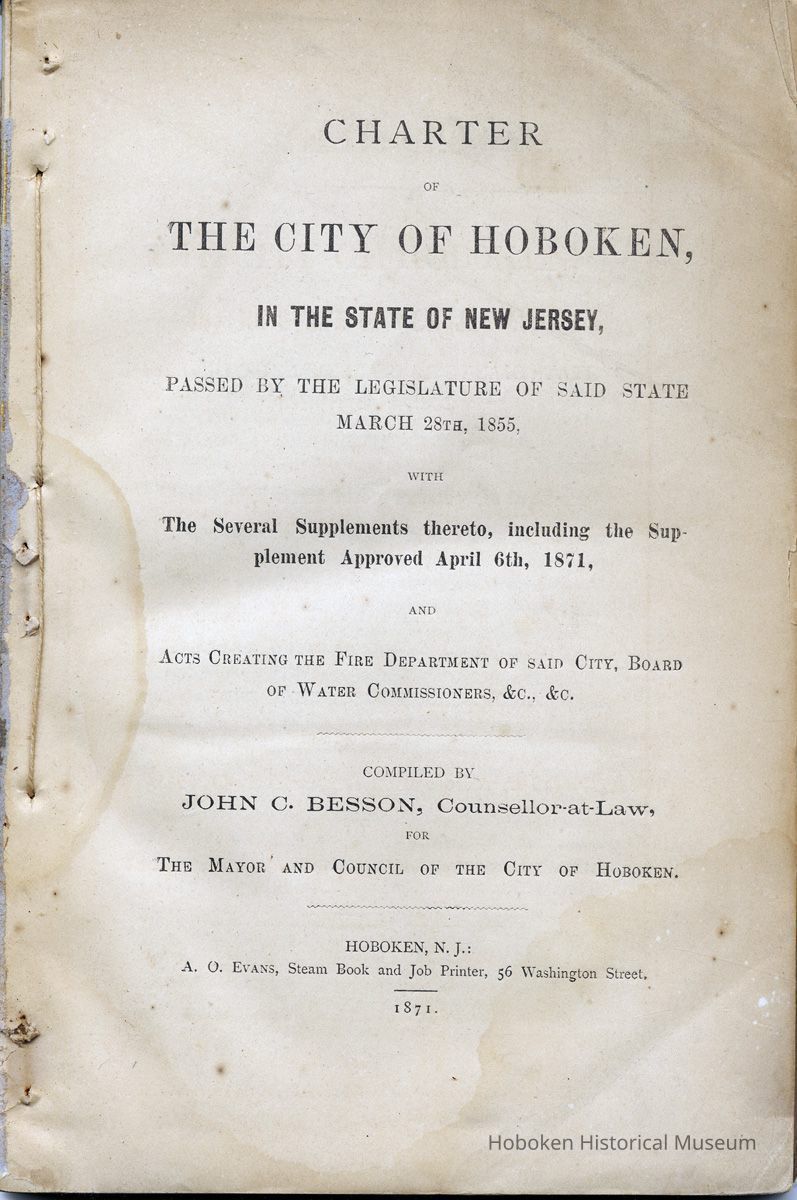 CHARTER
OF
THE CITY OF HOBOKEN,
IN THE STATE OF NEW JERSEY,
PASSED BY THE LEGISLATURE OF SAID STATE
MARCH 28TH, 1855,
WITH
The Several Supplements thereto, including the Sup-
plement Approved April 6th, 1871,
AND
ACTS CREATING THE FIRE DEPARTMENT OF SAID CITY, BOARD
OF WATER COMMISSIONERS, &C., &C.
COMPILED BY
JOHN C. BESSON, Counsellor-at-Law,
FOR
THE MAYOR AND COUNCIL OF THE CITY OF HOBOKEN.
HOBOKEN, N. J.:
A. O. EVANS, Steam Book and Job Printer, 56 Washington Street,
1871.
Hoboken Historical Museum